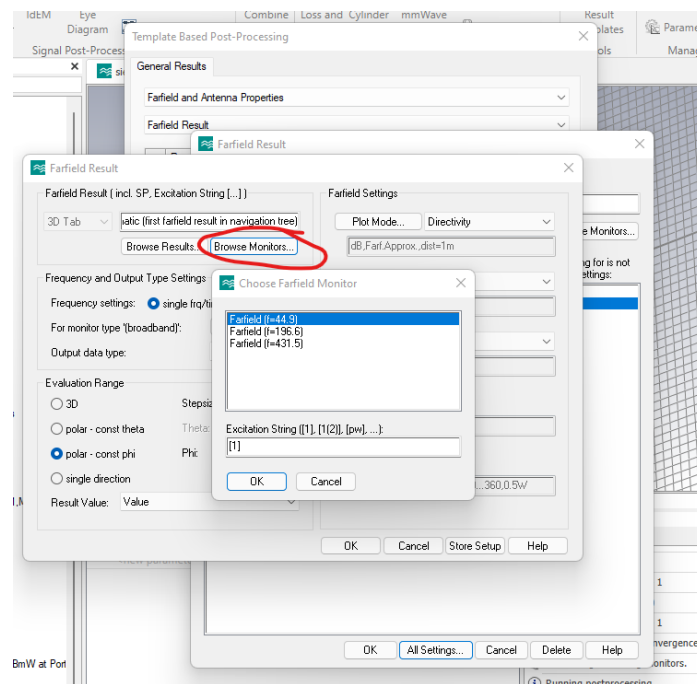 IdEM Eye Combine Loss and Cylinder mmWave Result
Diagram
Parame
Signal Post-Process
Mana
Template Based Post-Processing
General Results
Farfield and Antenna Properties
Farfield Result
Farfield Result
Farfield Result
Farfield Result ( incl. SP, Excitation String [...] )
Farfield Settings
3D Tab
atic (first farfield result in navigation tree)
Plot Mode...
Directivity
Browse Results..
Browse Monitors...
dB,Farf.Approx.,dist=1m
e Monitors...
ng for is not
ettings:
Frequency and Output Type Settings
Frequency settings:
single frq/ti
For monitor type '(broadband)':
Output data type:
Choose Farfield Monitor
Farfield (f=44.9)
Farfield (f=196.6)
Farfield (f=431.5)
Excitation String ([1], [1(2)], [pw], ...):
[1]
OK
Cancel
Evaluation Range
3D
Stepsiz
polar - const theta
Theta:
polar - const phi
Phi:
single direction
Result Value:
Value
...360,0.5W
OK
Cancel
Store Setup
Help
<new parameter
1
1
nvergence
onitors.
OK
All Settings...
Cancel
Delete
Help
BmW at Port
Running postprocessing